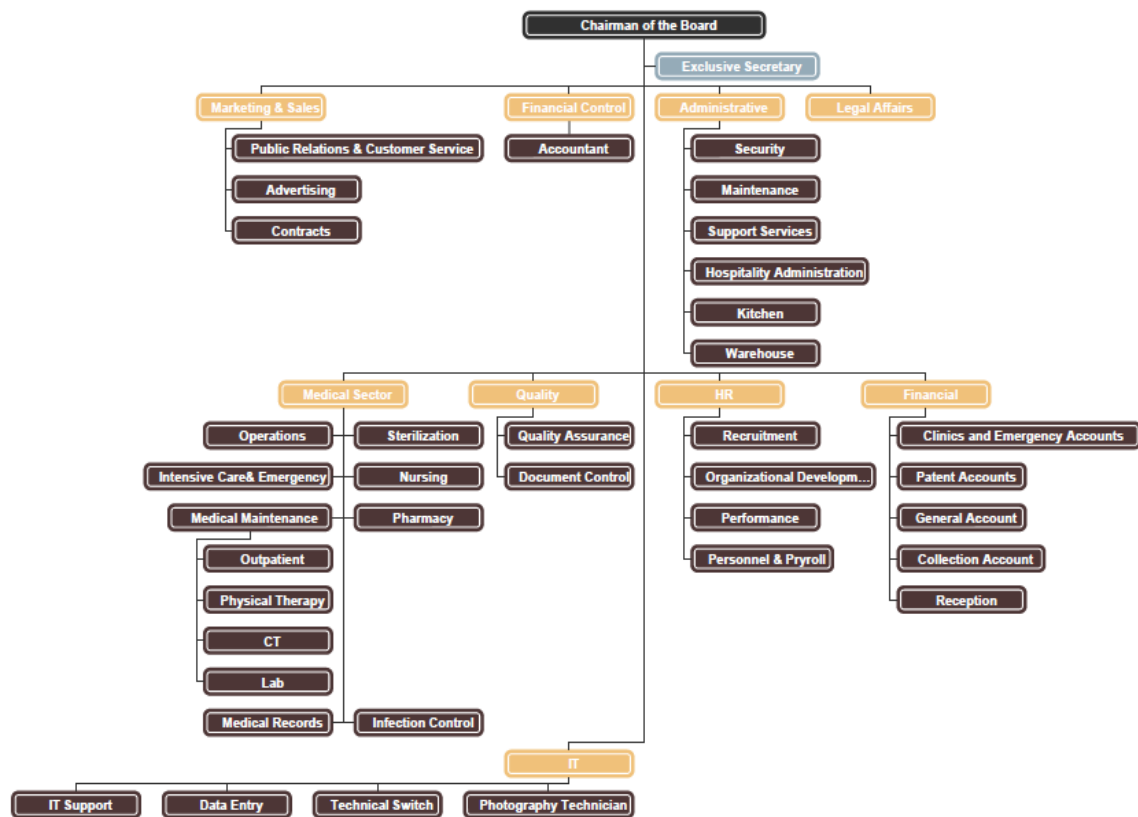 Chairman of the Board
Exclusive Secretary
Marketing & Sales
Financial Control
Administrative
Legal Affairs
Public Relations & Customer Service
Accountant
Security
Advertising
Maintenance
Contracts
Support Services
Hospitality Administration
Kitchen
Warehouse
Medical Sector
Quality
HR
Financial
Operations
Sterilization
Quality Assurance
Recruitment
Clinics and Emergency Accounts
Intensive Care& Emergency
Nursing
Document Control
Organizational Developm...
Patent Accounts
Medical Maintenance
Pharmacy
Performance
General Account
Outpatient
Personnel & Pryroll
Collection Account
Physical Therapy
Reception
CT
Lab
Medical Records
Infection Control
IT
IT Support
Data Entry
Technical Switch
Photography Technician